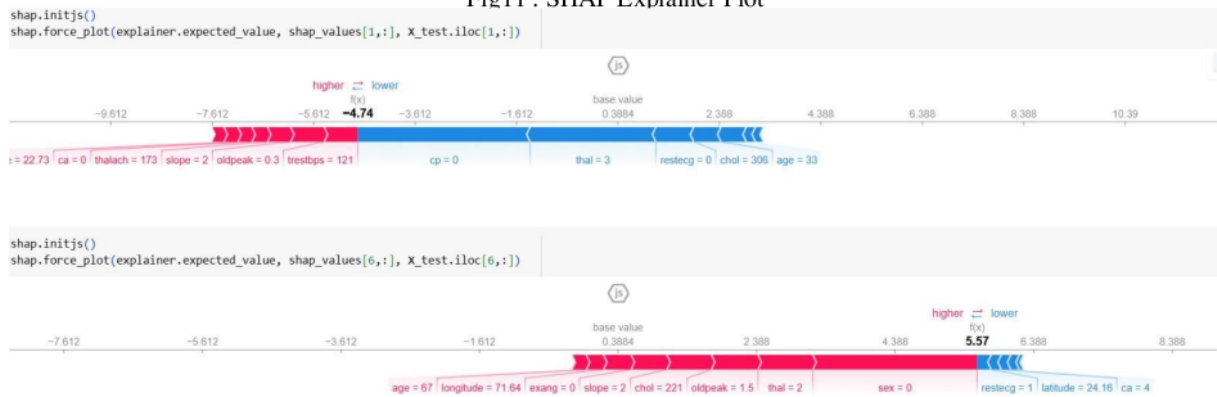 Fig11 : SHAP Explainer Plot
shap.initjs()
shap.force_plot(explainer.expected_value, shap_values[1,:], X_test.iloc[1,:])
js
higher ⇄ lower
f(x)
base value
−9.612 −7.612 −5.612 −4.74 −3.612 −1.612 0.3884 2.388 4.388 6.388 8.388 10.39
= 22.73 ca = 0 thalach = 173 slope = 2 oldpeak = 0.3 trestbps = 121 cp = 0 thal = 3 restecg = 0 chol = 306 age = 33
shap.initjs()
shap.force_plot(explainer.expected_value, shap_values[6,:], X_test.iloc[6,:])
js
higher ⇄ lower
base value f(x)
−7.612 −5.612 −3.612 −1.612 0.3884 2.388 4.388 5.57 6.388 8.388
age = 67 longitude = 71.64 exang = 0 slope = 2 chol = 221 oldpeak = 1.5 thal = 2 sex = 0 restecg = 1 latitude = 24.16 ca = 4